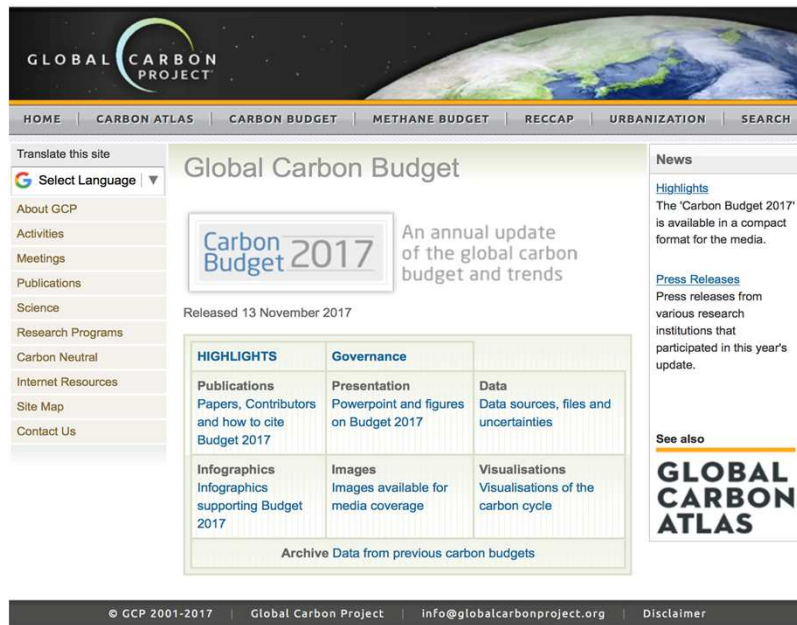 GLOBAL CARBON
PROJECT
HOME | CARBON ATLAS | CARBON BUDGET | METHANE BUDGET | RECCAP | URBANIZATION | SEARCH
Translate this site
Select Language | ▼
About GCP
Activities
Meetings
Publications
Science
Research Programs
Carbon Neutral
Internet Resources
Site Map
Contact Us
Global Carbon Budget
Carbon
Budget 2017
An annual update
of the global carbon
budget and trends
Released 13 November 2017
HIGHLIGHTS
Governance
Publications
Papers, Contributors
and how to cite
Budget 2017
Presentation
Powerpoint and figures
on Budget 2017
Data
Data sources, files and
uncertainties
Infographics
Infographics
supporting Budget
2017
Images
Images available for
media coverage
Visualisations
Visualisations of the
carbon cycle
Archive Data from previous carbon budgets
News
Highlights
The 'Carbon Budget 2017'
is available in a compact
format for the media.
Press Releases
Press releases from
various research
institutions that
participated in this year's
update.
See also
GLOBAL
CARBON
ATLAS
© GCP 2001-2017 | Global Carbon Project | info@globalcarbonproject.org | Disclaimer